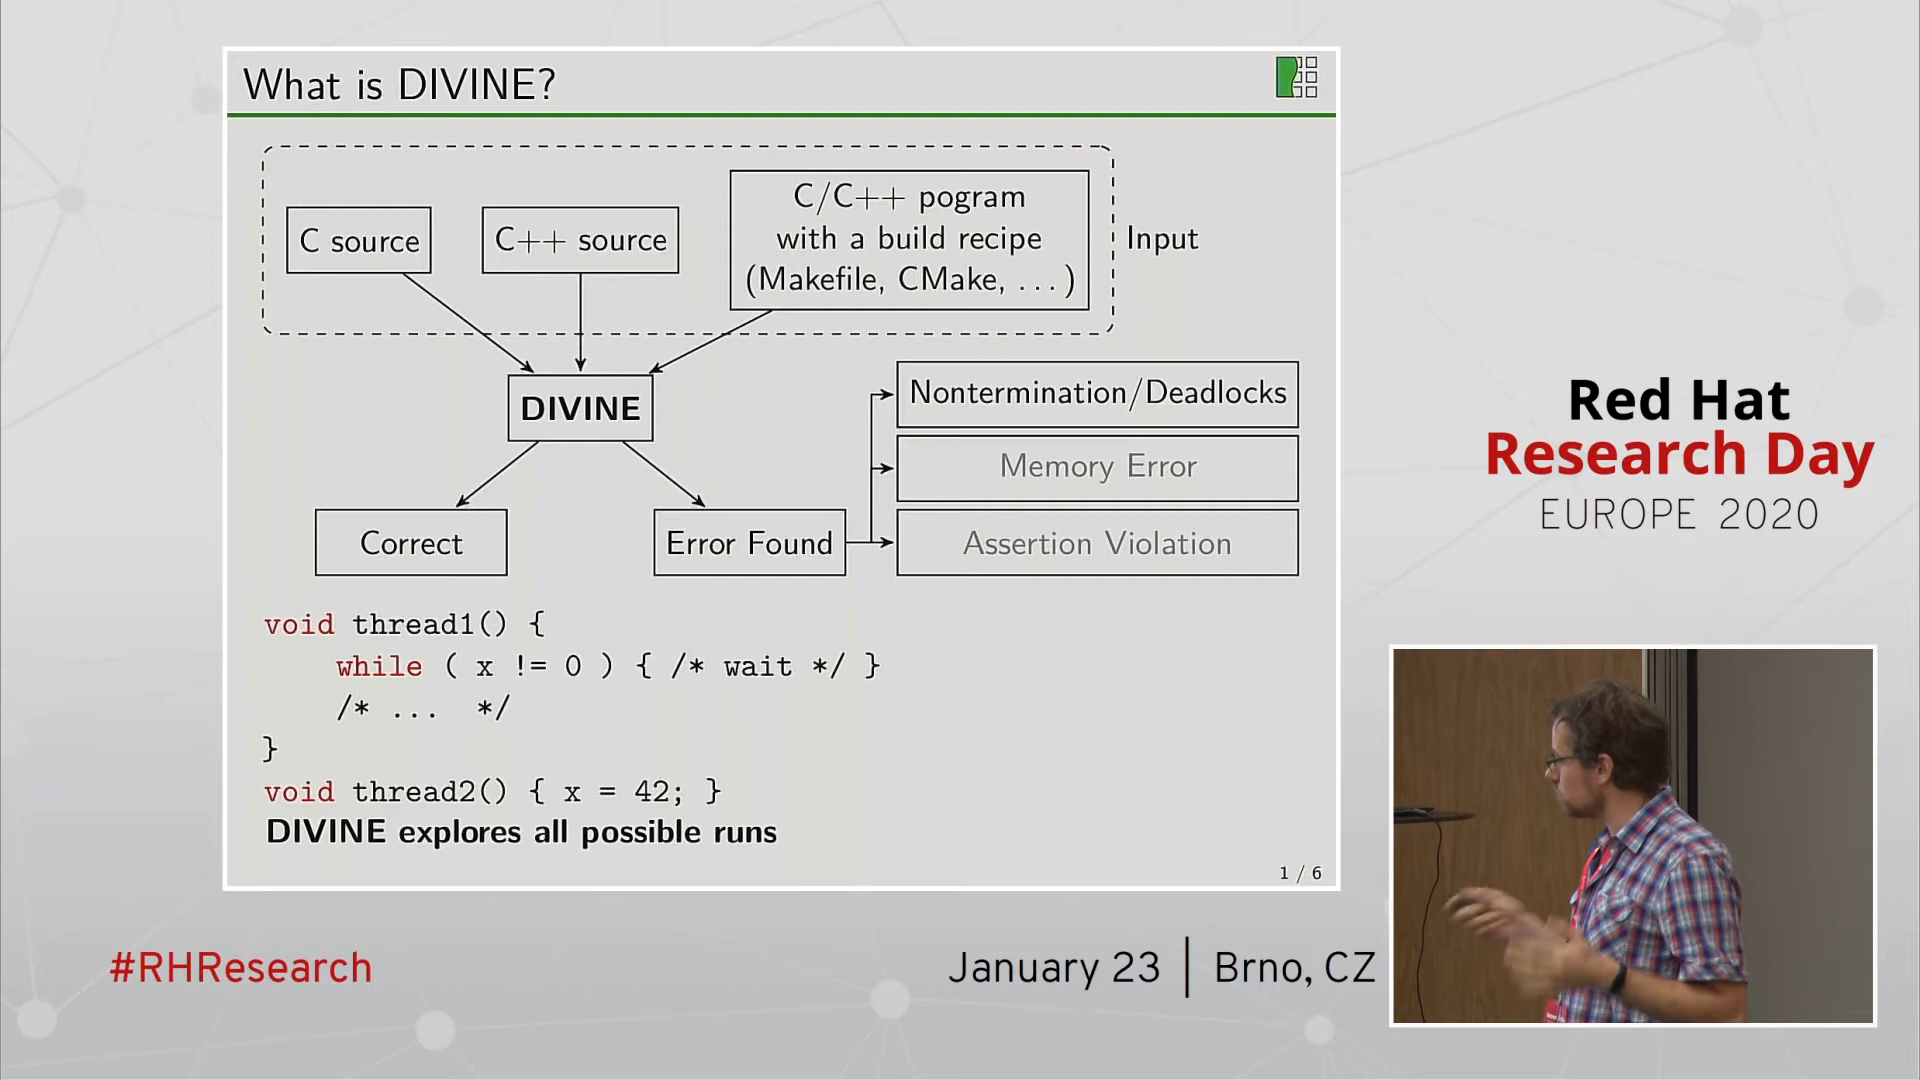 What is DIVINE?
C source
C++ source
C/C++ pogram
with a build recipe
(Makefile, CMake, ...)
Input
DIVINE
Nontermination/Deadlocks
Memory Error
Assertion Violation
Correct
Error Found
void thread1() {
while ( x != 0 ) { /* wait */ }
/* ... */
}
void thread2() { x = 42; }
DIVINE explores all possible runs
1 / 6
Red Hat
Research Day
EUROPE 2020
#RHResearch
January 23 | Brno, CZ